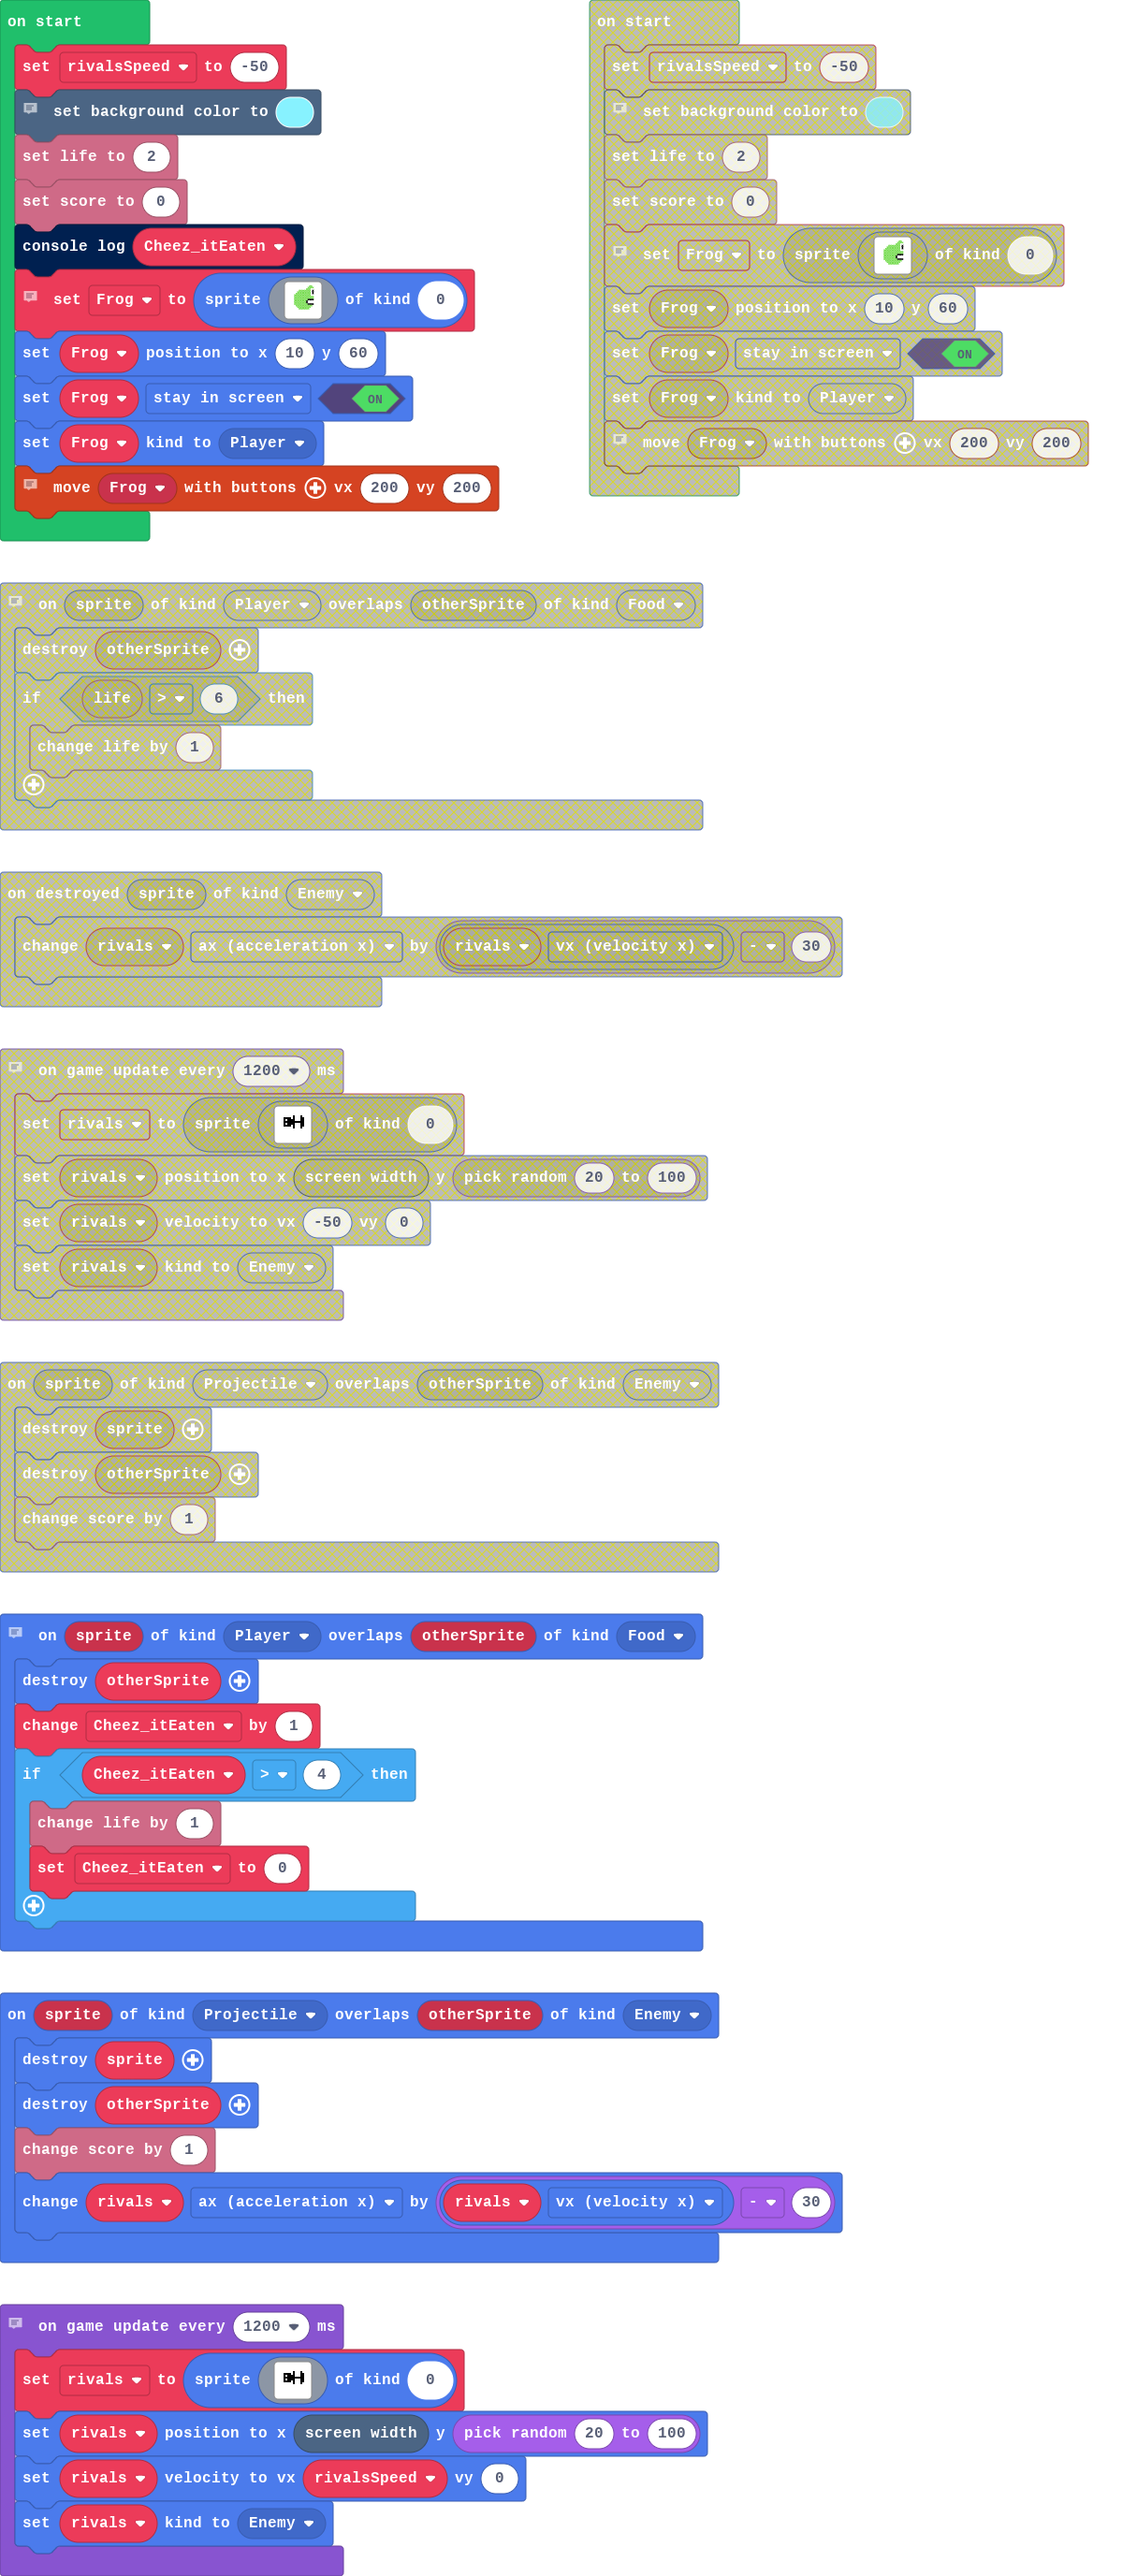 on start
set rivalsSpeed to -50
set background color to
set life to 2
set score to 0
console log Cheez_itEaten
set Frog to sprite of kind 0
set Frog position to x 10 y 60
set Frog stay in screen ON
set Frog kind to Player
move Frog with buttons vx 200 vy 200
on start
set rivalsSpeed to -50
set background color to
set life to 2
set score to 0
set Frog to sprite of kind 0
set Frog position to x 10 y 60
set Frog stay in screen ON
set Frog kind to Player
move Frog with buttons vx 200 vy 200
on sprite of kind Player overlaps otherSprite of kind Food
destroy otherSprite
if life > 6 then
change life by 1
on destroyed sprite of kind Enemy
change rivals ax (acceleration x) by rivals vx (velocity x) - 30
on game update every 1200 ms
set rivals to sprite of kind 0
set rivals position to x screen width y pick random 20 to 100
set rivals velocity to vx -50 vy 0
set rivals kind to Enemy
on sprite of kind Projectile overlaps otherSprite of kind Enemy
destroy sprite
destroy otherSprite
change score by 1
on sprite of kind Player overlaps otherSprite of kind Food
destroy otherSprite
change Cheez_itEaten by 1
if Cheez_itEaten > 4 then
change life by 1
set Cheez_itEaten to 0
on sprite of kind Projectile overlaps otherSprite of kind Enemy
destroy sprite
destroy otherSprite
change score by 1
change rivals ax (acceleration x) by rivals vx (velocity x) - 30
on game update every 1200 ms
set rivals to sprite of kind 0
set rivals position to x screen width y pick random 20 to 100
set rivals velocity to vx rivalsSpeed vy 0
set rivals kind to Enemy